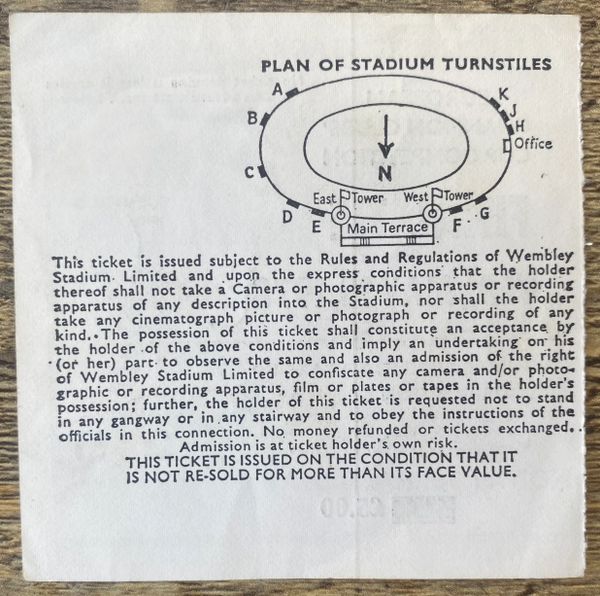 PLAN OF STADIUM TURNSTILES
A
K
J
B
H
Office
N
C
East Tower
West Tower
D
G
E
Main Terrace
F
This ticket is issued subject to the Rules and Regulations of Wembley
Stadium Limited and upon the express conditions that the holder
thereof shall not take a Camera or photographic apparatus or recording
apparatus of any description into the Stadium, nor shall the holder
take any cinematograph picture or photograph or recording of any
kind. The possession of this ticket shall constitute an acceptance by
the holder of the above conditions and imply an undertaking on his
(or her) part to observe the same and also an admission of the right
of Wembley Stadium Limited to confiscate any camera and/or photo-
graphic or recording apparatus, film or plates or tapes in the holder's
possession; further, the holder of this ticket is requested not to stand
in any gangway or in any stairway and to obey the instructions of the
officials in this connection. No money refunded or tickets exchanged.
Admission is at ticket holder's own risk.
THIS TICKET IS ISSUED ON THE CONDITION THAT IT
IS NOT RE-SOLD FOR MORE THAN ITS FACE VALUE.
£5.00